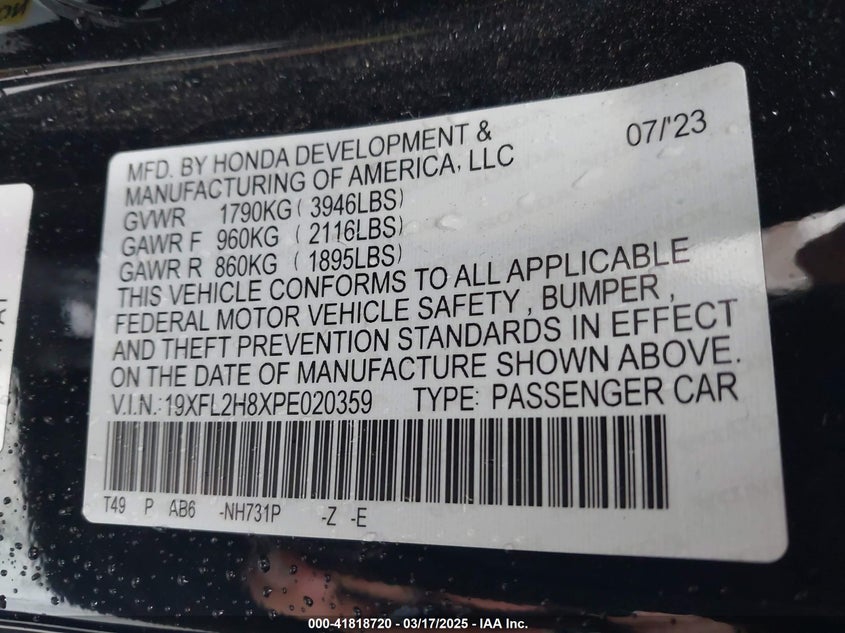 MFD. BY HONDA DEVELOPMENT & 07/'23
MANUFACTURING OF AMERICA, LLC
GVWR 1790KG ( 3946LBS)
GAWR F 960KG ( 2116LBS)
GAWR R 860KG ( 1895LBS)
THIS VEHICLE CONFORMS TO ALL APPLICABLE
FEDERAL MOTOR VEHICLE SAFETY , BUMPER ,
AND THEFT PREVENTION STANDARDS IN EFFECT
ON THE DATE OF MANUFACTURE SHOWN ABOVE.
V.I.N.: 19XFL2H8XPE020359 TYPE: PASSENGER CAR
T49 P AB6 -NH731P -Z -E
000-41818720 - 03/17/2025 - IAA Inc.